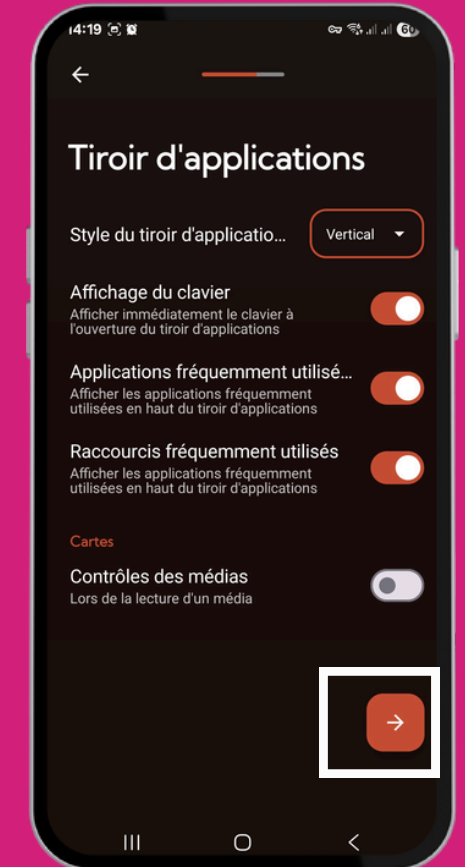 14:19
60
Tiroir d'applications
Style du tiroir d'applicatio...
Vertical
Affichage du clavier
Afficher immédiatement le clavier à
l'ouverture du tiroir d'applications
Applications fréquemment utilisé...
Afficher les applications fréquemment
utilisées en haut du tiroir d'applications
Raccourcis fréquemment utilisés
Afficher les applications fréquemment
utilisées en haut du tiroir d'applications
Cartes
Contrôles des médias
Lors de la lecture d'un média